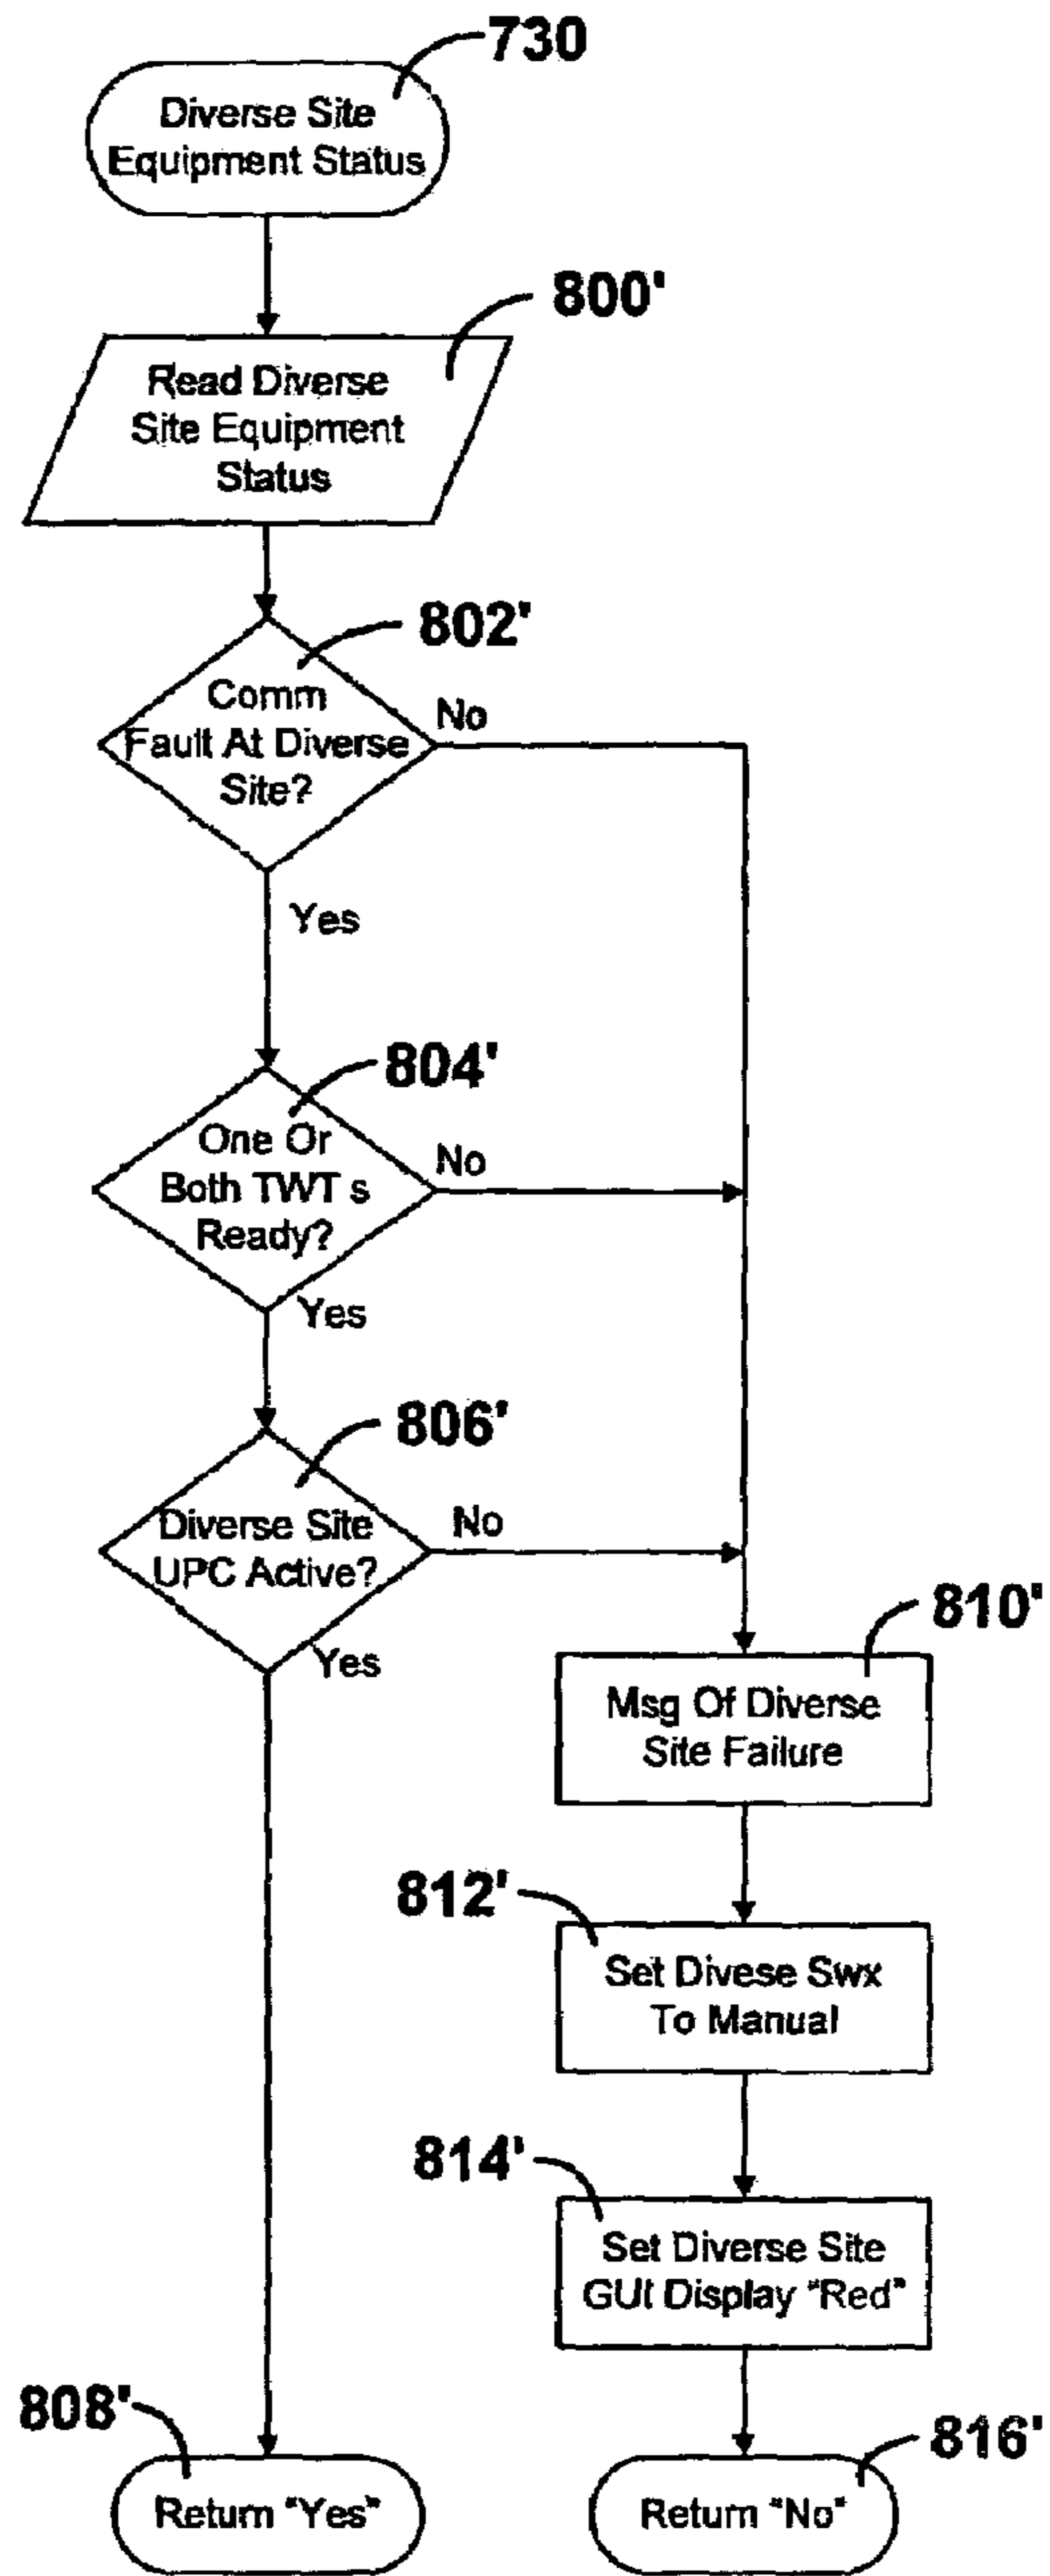 730
Diverse Site
Equipment Status
800'
Read Diverse
Site Equipment
Status
802'
Comm
Fault At Diverse
Site?
No
Yes
804'
One Or
Both TWT s
Ready?
No
Yes
806'
Diverse Site
UPC Active?
No
Yes
810'
Msg Of Diverse
Site Failure
812'
Set Divese Swx
To Manual
814'
Set Diverse Site
GUI Display "Red"
808'
Return "Yes"
816'
Return "No"